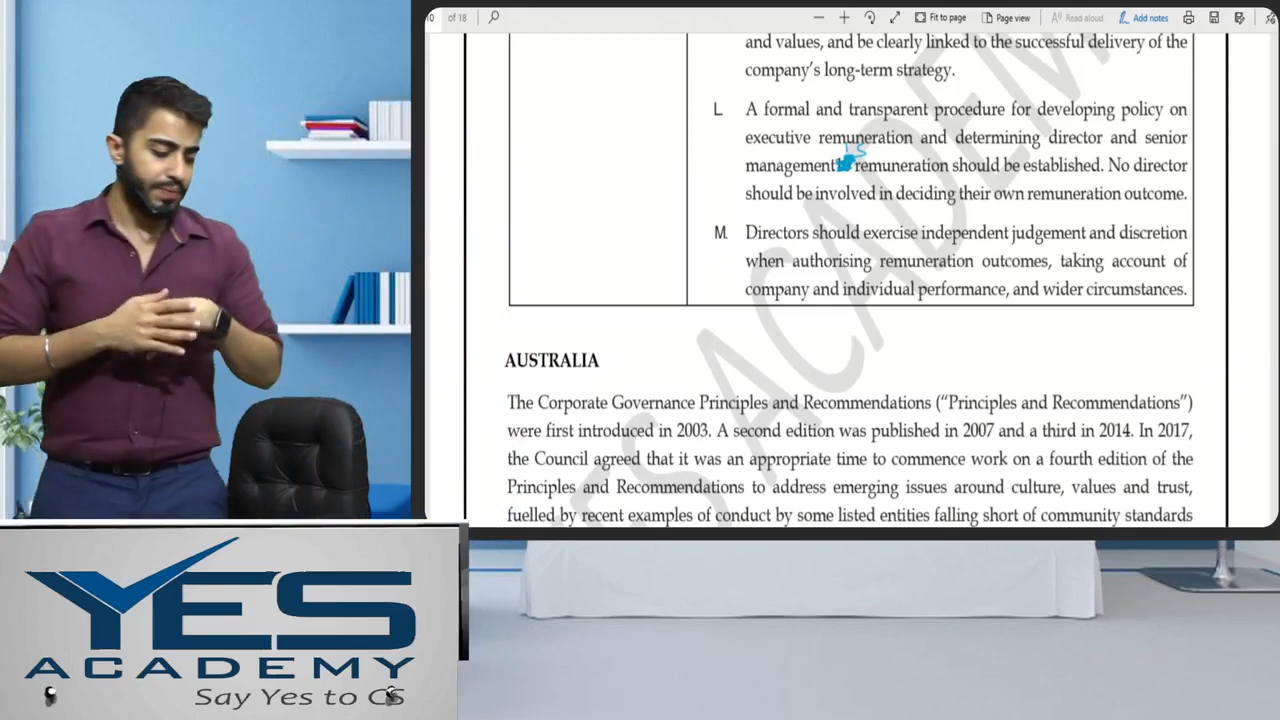 10 of 18
Fit to page
Page view
Read aloud
Add notes
and values, and be clearly linked to the successful delivery of the
company's long-term strategy.
L. A formal and transparent procedure for developing policy on
executive remuneration and determining director and senior
management remuneration should be established. No director
should be involved in deciding their own remuneration outcome.
M. Directors should exercise independent judgement and discretion
when authorising remuneration outcomes, taking account of
company and individual performance, and wider circumstances.
AUSTRALIA
The Corporate Governance Principles and Recommendations (“Principles and Recommendations”)
were first introduced in 2003. A second edition was published in 2007 and a third in 2014. In 2017,
the Council agreed that it was an appropriate time to commence work on a fourth edition of the
Principles and Recommendations to address emerging issues around culture, values and trust,
fuelled by recent examples of conduct by some listed entities falling short of community standards
YES ACADEM
YES
ACADEMY
Say Yes to CS